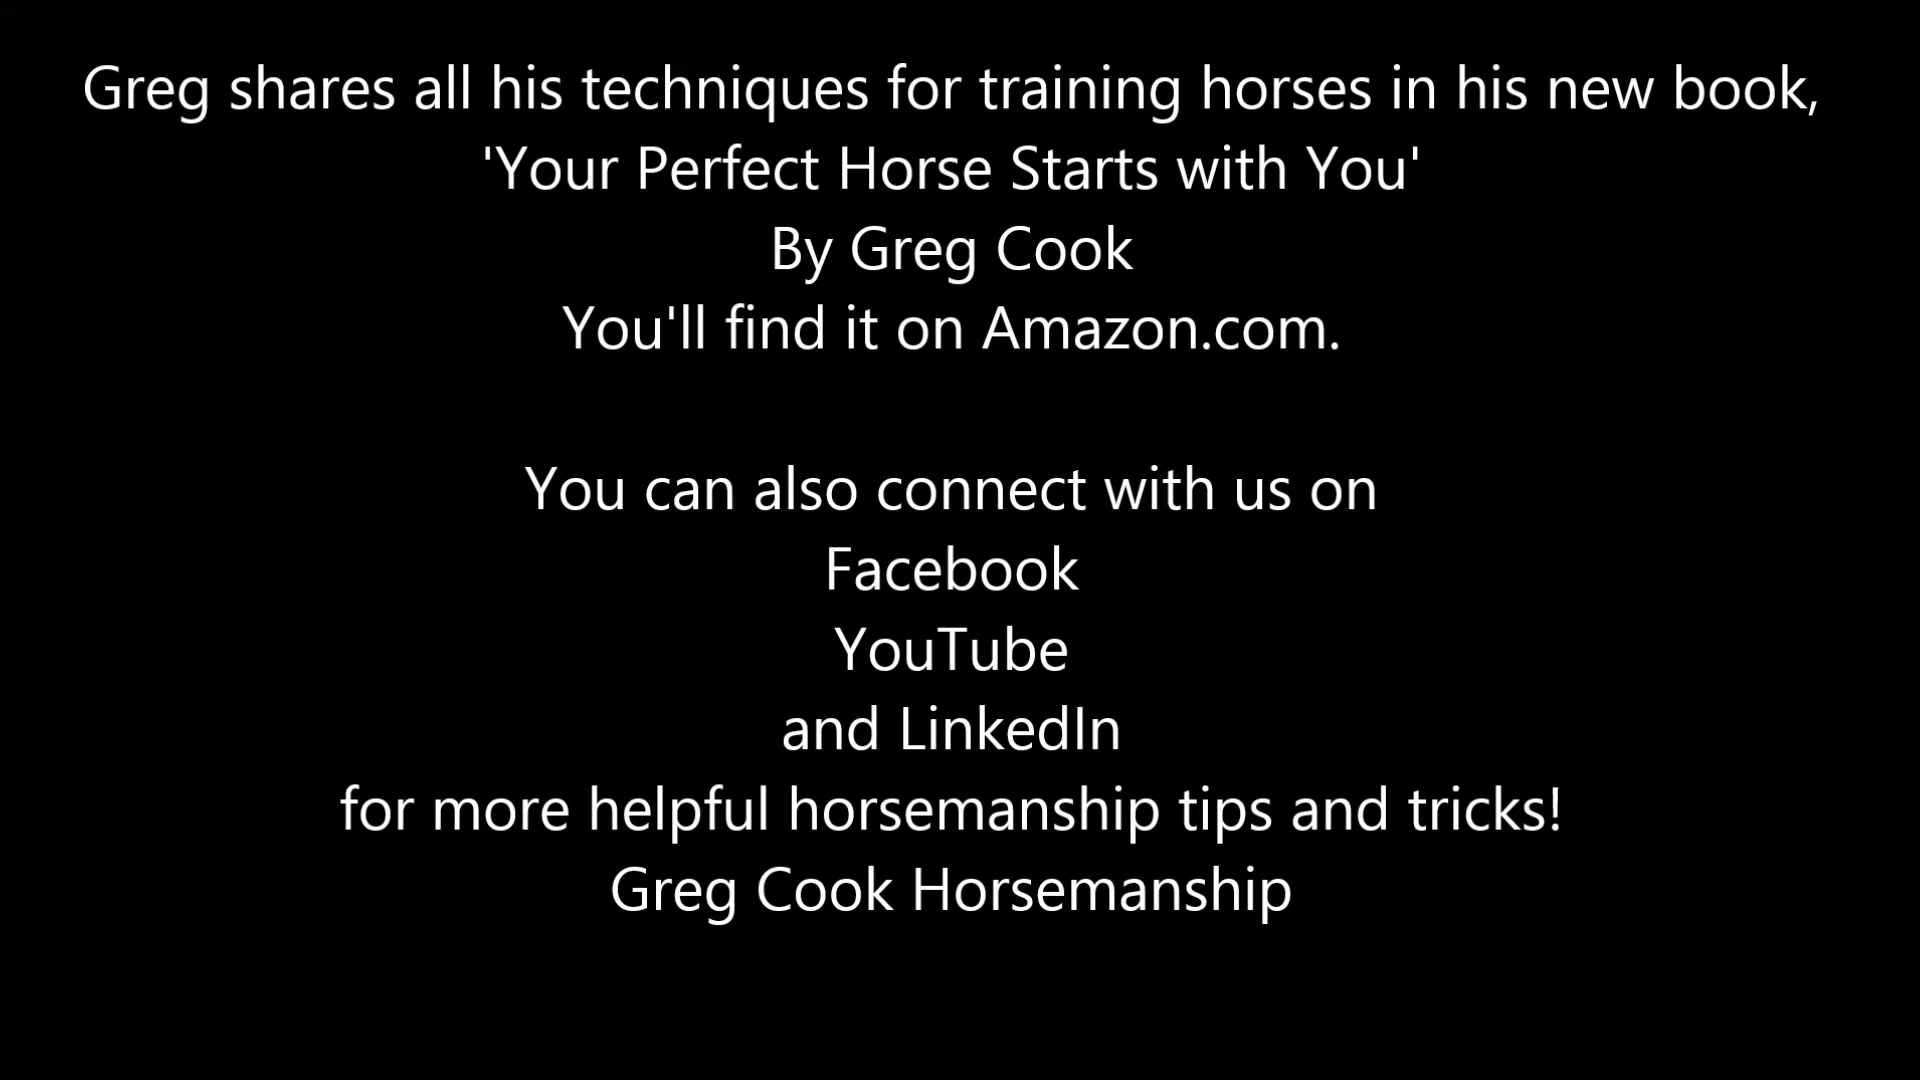 Greg shares all his techniques for training horses in his new book,
'Your Perfect Horse Starts with You'
By Greg Cook
You'll find it on Amazon.com.
You can also connect with us on
Facebook
YouTube
and LinkedIn
for more helpful horsemanship tips and tricks!
Greg Cook Horsemanship